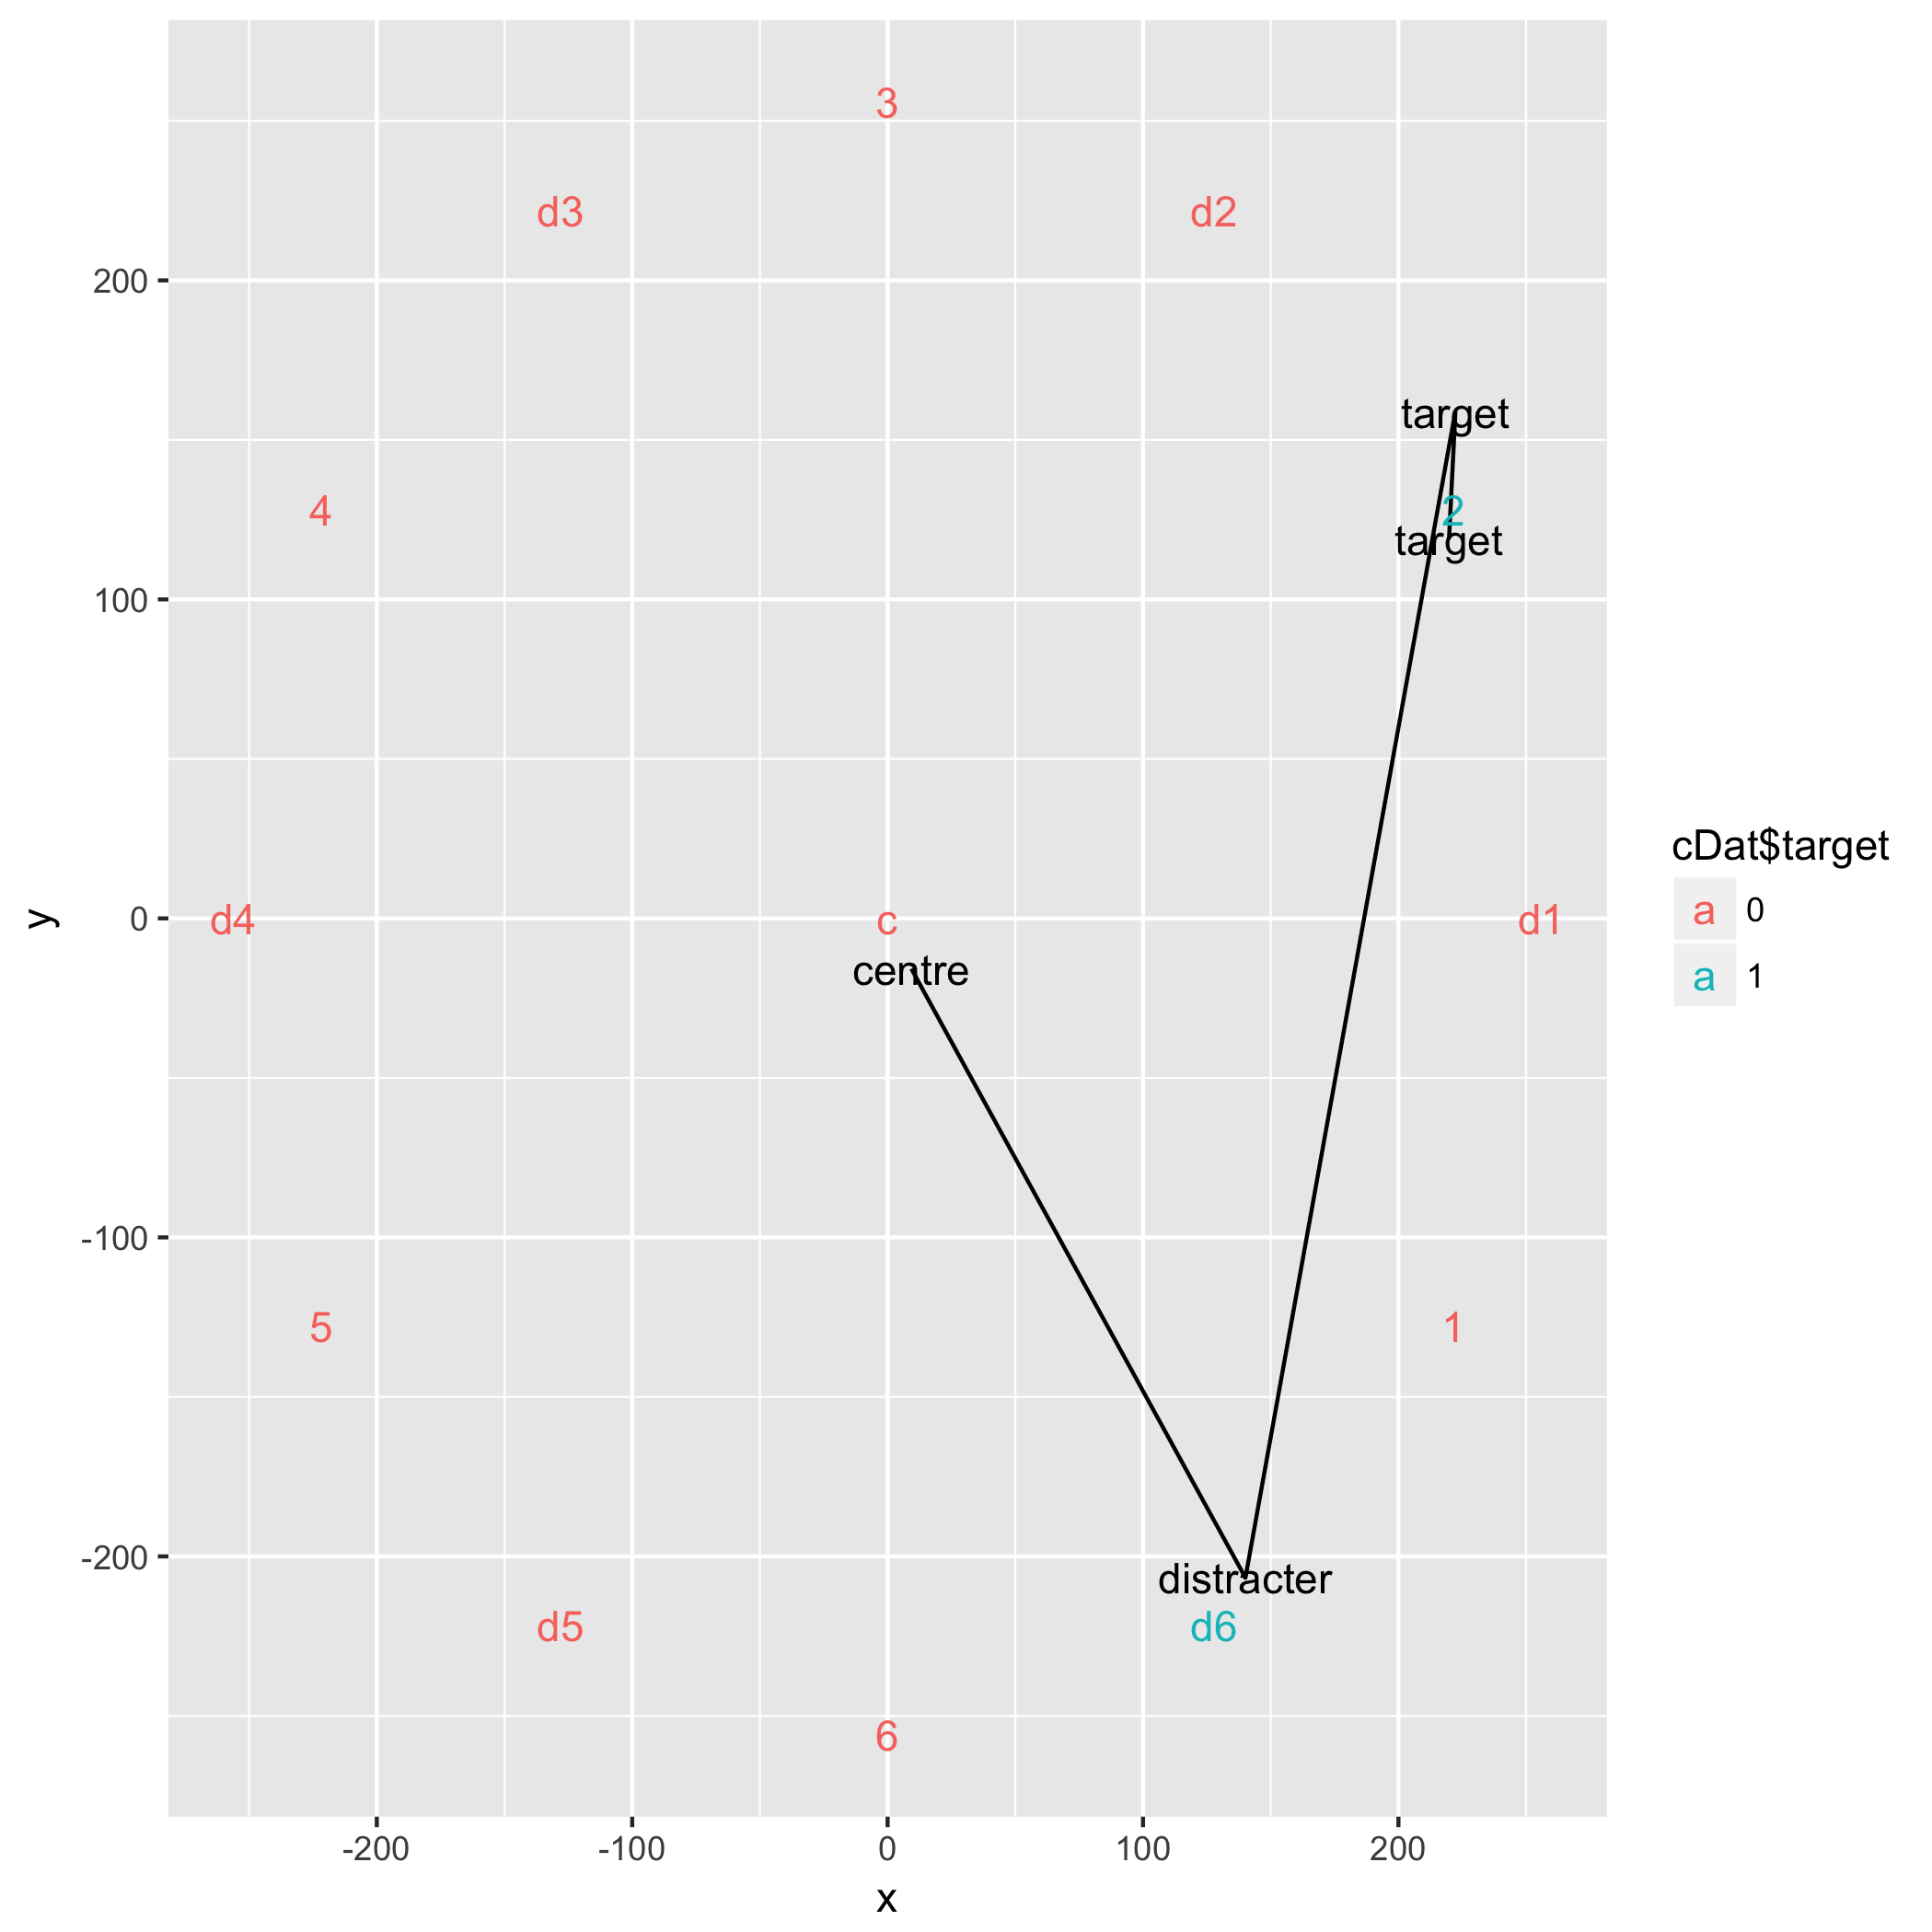 3
d3 d2
200
target
4 2
target
100
cDat$target
y 0 d4 c d1 a 0
centre
a 1
-100
5 1
-200
distracter
d5 d6
6
-200 -100 0 100 200
x